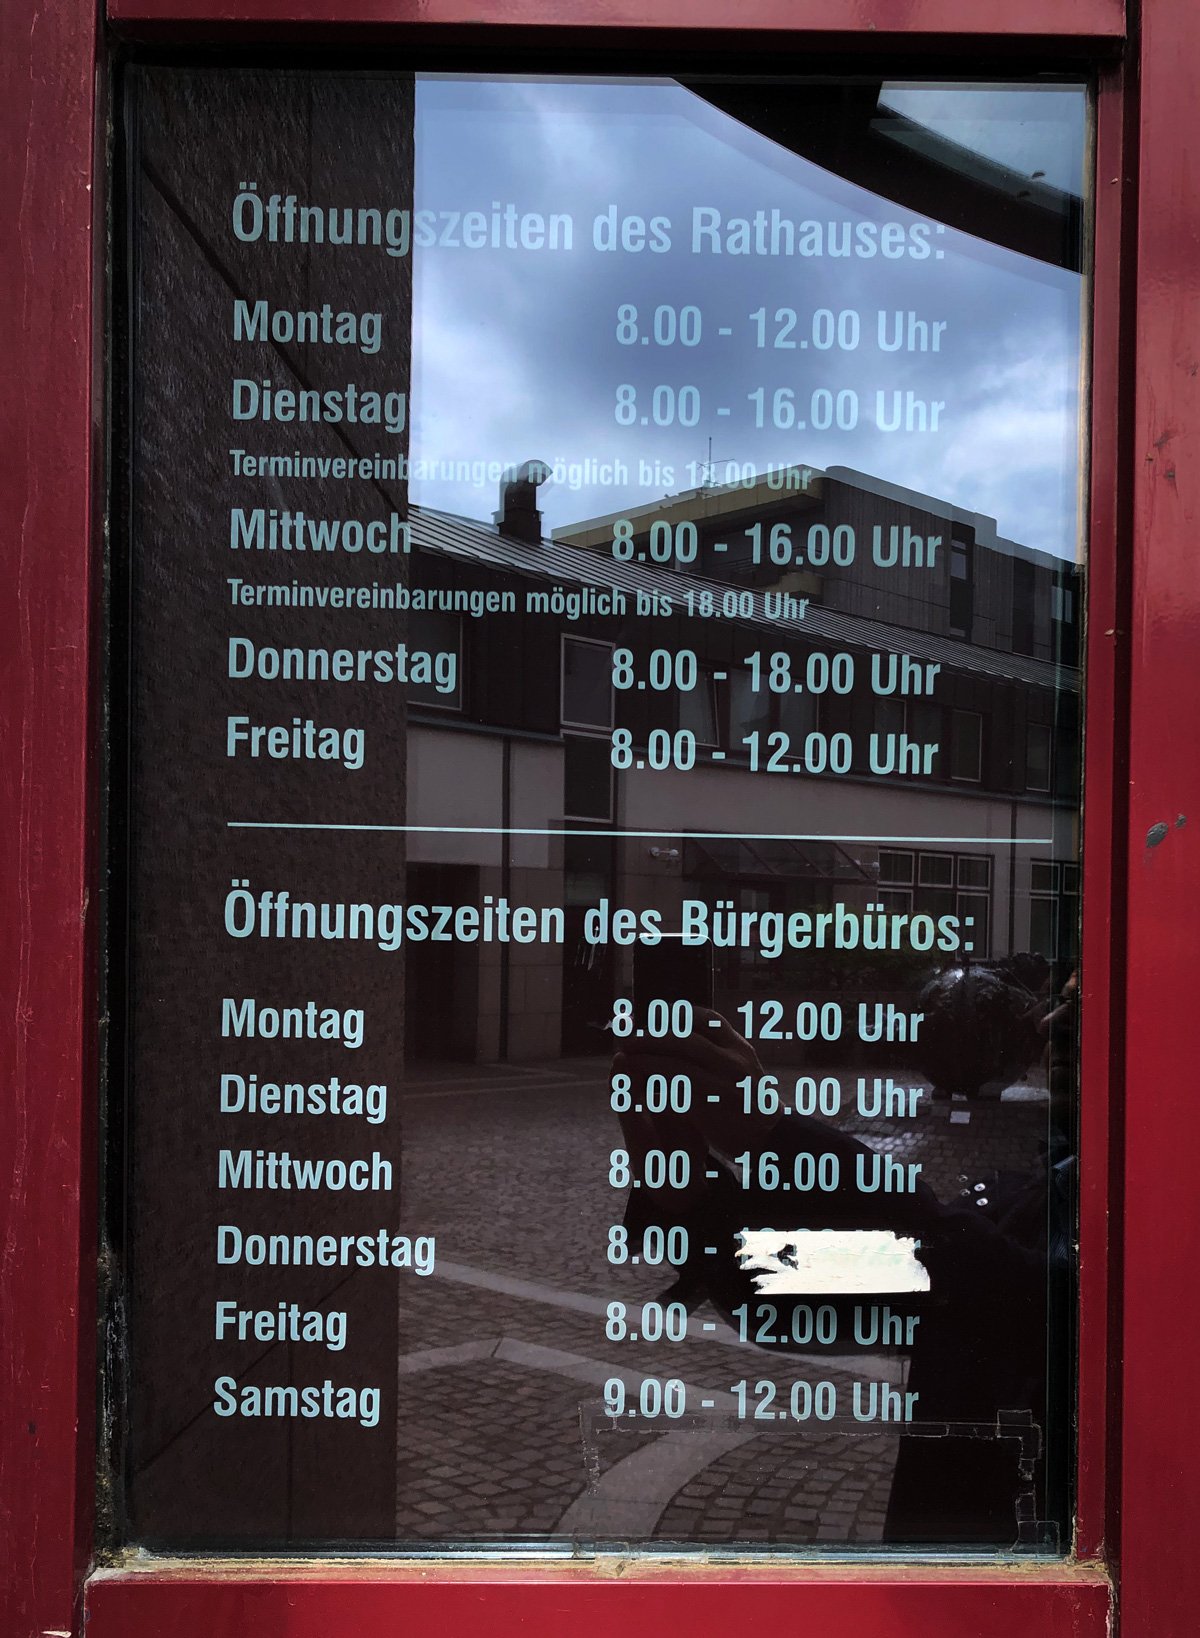 Öffnungszeiten des Rathauses:
Montag 8.00 - 12.00 Uhr
Dienstag 8.00 - 16.00 Uhr
Terminvereinbarungen möglich bis 18.00 Uhr
Mittwoch 8.00 - 16.00 Uhr
Terminvereinbarungen möglich bis 18.00 Uhr
Donnerstag 8.00 - 18.00 Uhr
Freitag 8.00 - 12.00 Uhr
Öffnungszeiten des Bürgerbüros:
Montag 8.00 - 12.00 Uhr
Dienstag 8.00 - 16.00 Uhr
Mittwoch 8.00 - 16.00 Uhr
Donnerstag 8.00 -
Freitag 8.00 - 12.00 Uhr
Samstag 9.00 - 12.00 Uhr